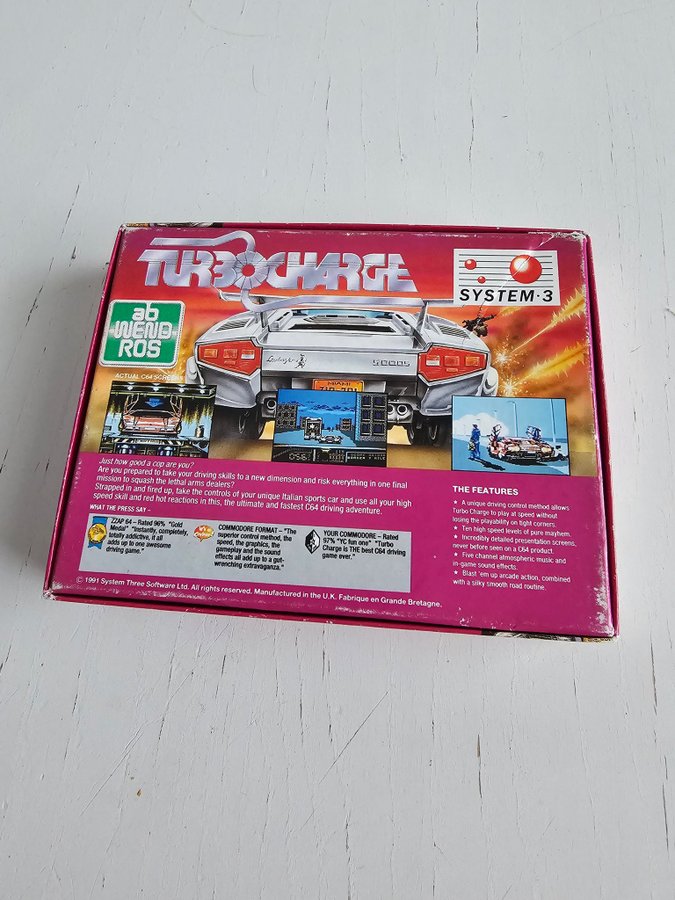 TURBOCHARGE
SYSTEM·3
ab
WEND
ROS
ACTUAL C64 SCREENS
5000S
MIAMI
Just how good a cop are you?
Are you prepared to take your driving skills to a new dimension and risk everything in one final
mission to squash the lethal arms dealers?
Strapped in and fired up, take the controls of your unique Italian sports car and use all your high
speed skill and red hot reactions in this, the ultimate and fastest C64 driving adventure.
WHAT THE PRESS SAY -
ZZAP 64 – Rated 96% "Gold
Medal" "Instantly, completely,
totally addictive, it all
adds up to one awesome
driving game."
COMMODORE FORMAT – "The
superior control method, the
speed, the graphics, the
gameplay and the sound
effects all add up to a gut-
wrenching extravaganza."
YOUR COMMODORE – Rated
97% "YC fun one" "Turbo
Charge is THE best C64 driving
game ever."
THE FEATURES
★ A unique driving control method allows
Turbo Charge to play at speed without
losing the playability on tight corners.
★ Ten high speed levels of pure mayhem.
★ Incredibly detailed presentation screens,
never before seen on a C64 product.
★ Five channel atmospheric music and
in-game sound effects.
★ Blast 'em up arcade action, combined
with a silky smooth road routine.
© 1991 System Three Software Ltd. All rights reserved. Manufactured in the U.K. Fabrique en Grande Bretagne.